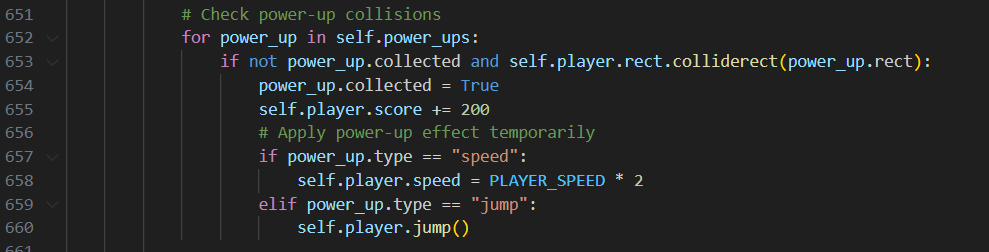 651 # Check power-up collisions
652 for power_up in self.power_ups:
653 if not power_up.collected and self.player.rect.colliderect(power_up.rect):
654 power_up.collected = True
655 self.player.score += 200
656 # Apply power-up effect temporarily
657 if power_up.type == "speed":
658 self.player.speed = PLAYER_SPEED * 2
659 elif power_up.type == "jump":
660 self.player.jump()
661